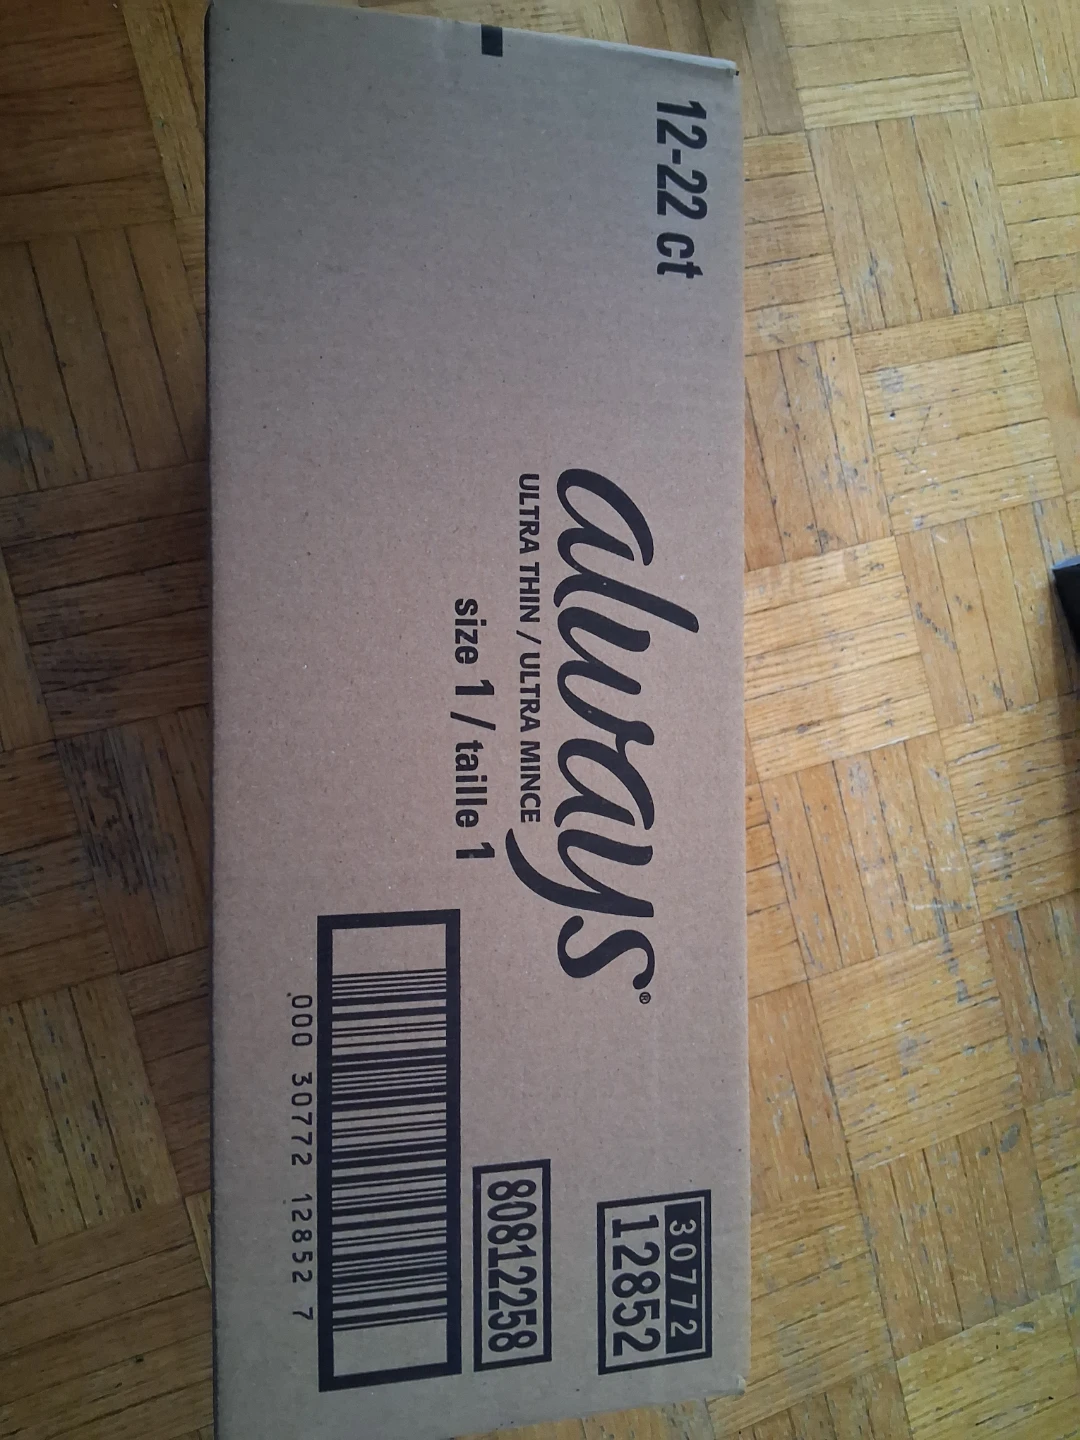 12-22 ct
always®
ULTRA THIN / ULTRA MINCE
size 1 / taille 1
30772
12852
80812258
000 30772 12852 7